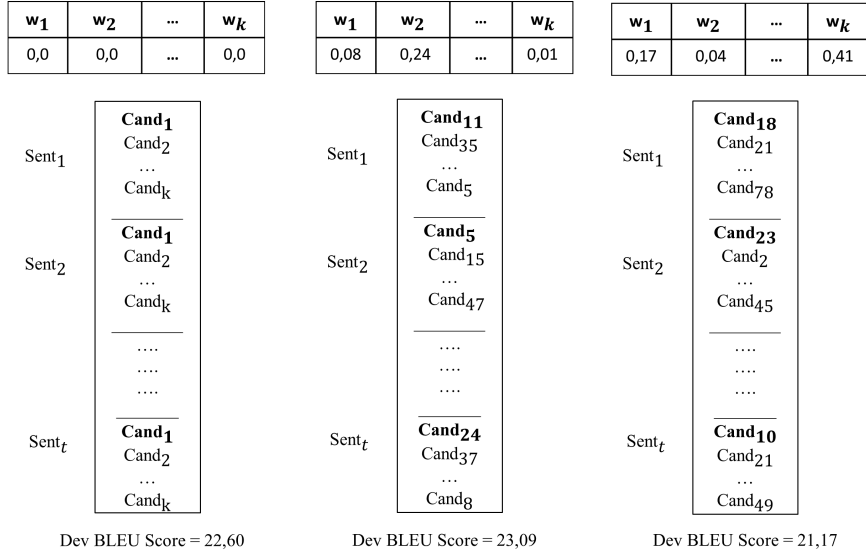 w₁ w₂ ... wₖ
0,0 0,0 ... 0,0
Sent₁
Cand₁
Cand₂
...
Candₖ
Sent₂
Cand₁
Cand₂
...
Candₖ
....
....
....
Sentₜ
Cand₁
Cand₂
...
Candₖ
Dev BLEU Score = 22,60
w₁ w₂ ... wₖ
0,08 0,24 ... 0,01
Sent₁
Cand₁₁
Cand₃₅
...
Cand₅
Sent₂
Cand₅
Cand₁₅
...
Cand₄₇
....
....
....
Sentₜ
Cand₂₄
Cand₃₇
...
Cand₈
Dev BLEU Score = 23,09
w₁ w₂ ... wₖ
0,17 0,04 ... 0,41
Sent₁
Cand₁₈
Cand₂₁
...
Cand₇₈
Sent₂
Cand₂₃
Cand₂
...
Cand₄₅
....
....
....
Sentₜ
Cand₁₀
Cand₂₁
...
Cand₄₉
Dev BLEU Score = 21,17